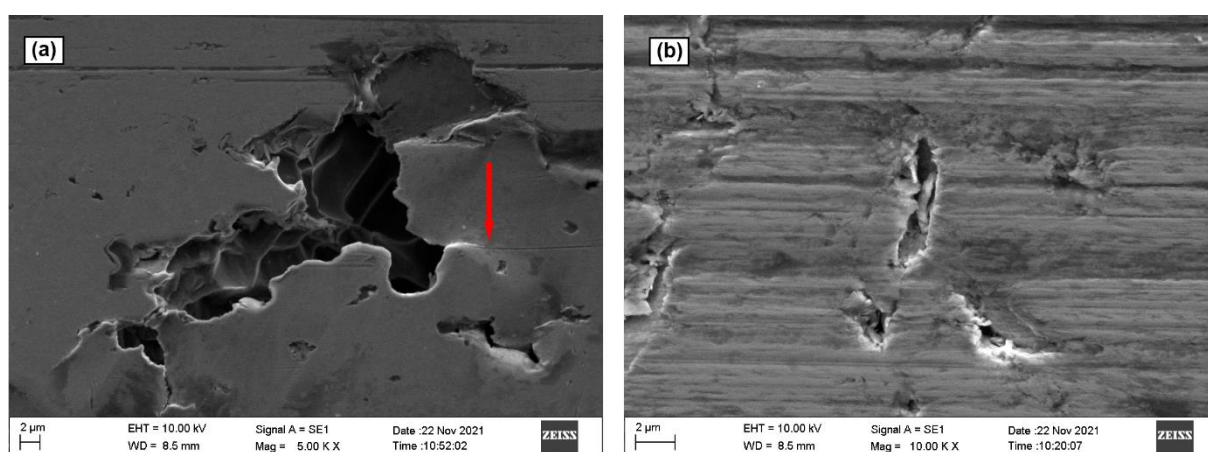 (a)
2 µm
EHT = 10.00 kV
WD = 8.5 mm
Signal A = SE1
Mag = 5.00 K X
Date :22 Nov 2021
Time :10:52:02
ZEISS
(b)
2 µm
EHT = 10.00 kV
WD = 8.5 mm
Signal A = SE1
Mag = 10.00 K X
Date :22 Nov 2021
Time :10:20:07
ZEISS